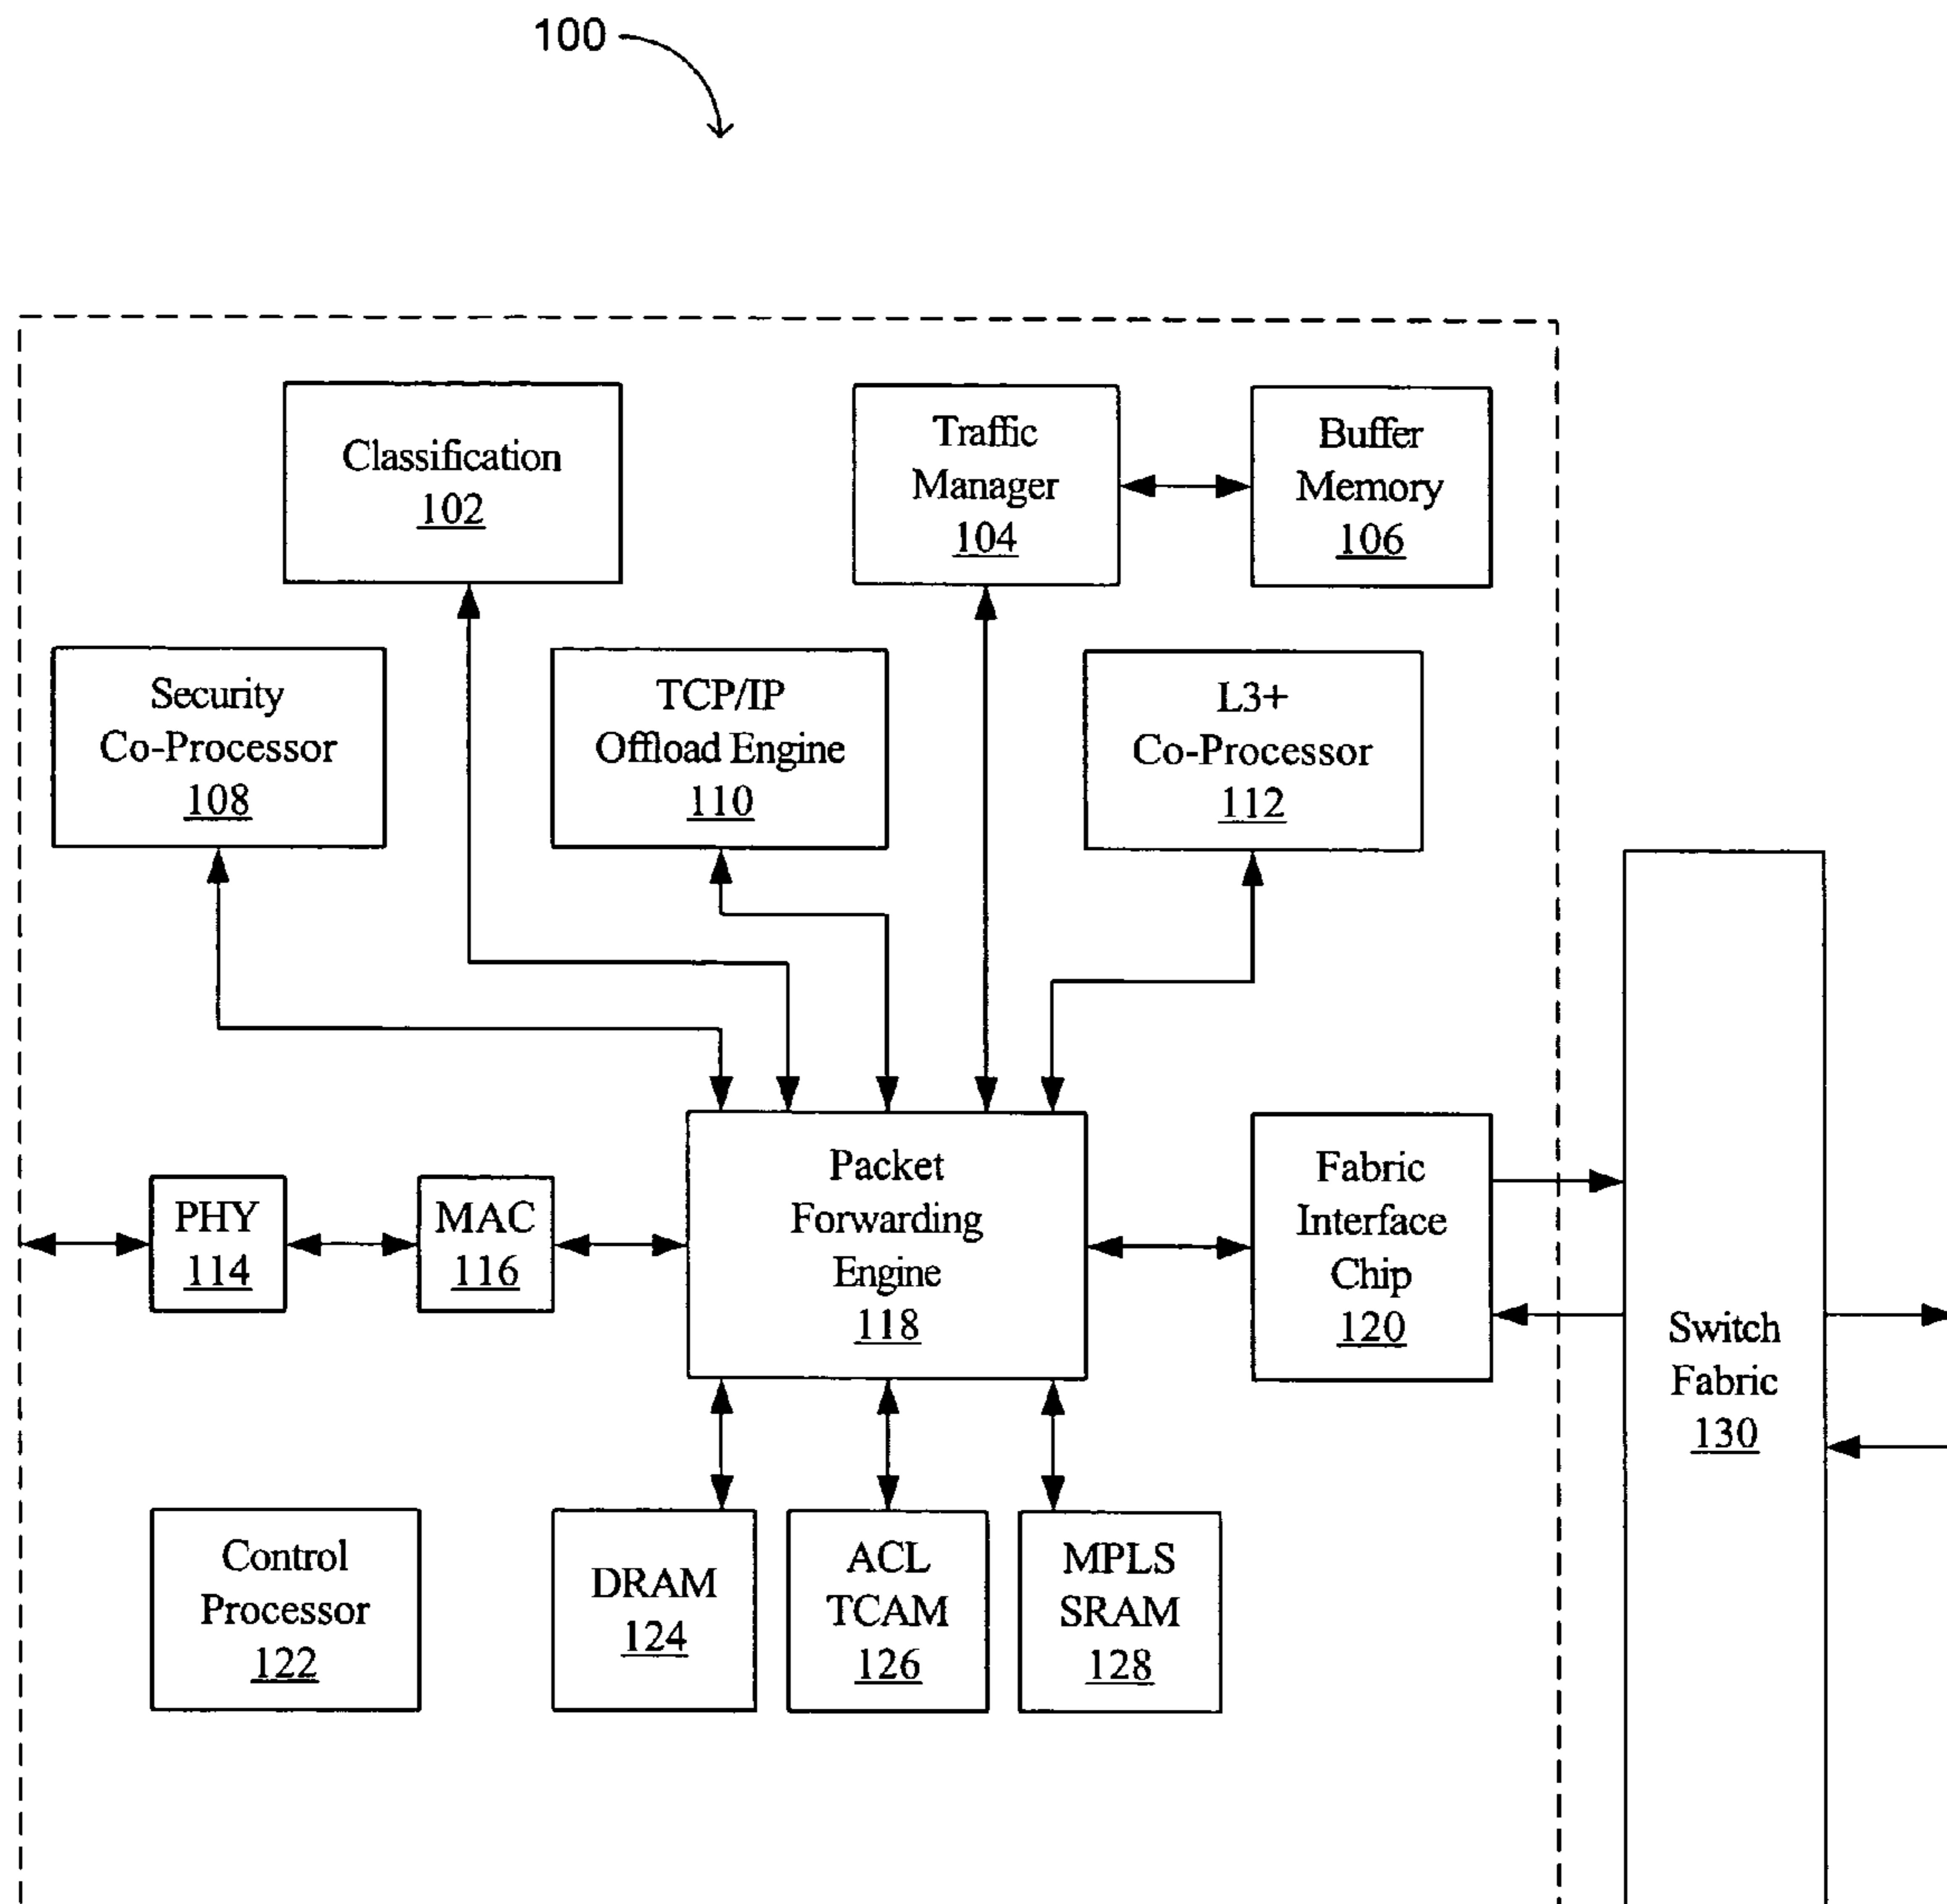 100
Classification
102
Traffic
Manager
104
Buffer
Memory
106
Security
Co-Processor
108
TCP/IP
Offload Engine
110
L3+
Co-Processor
112
PHY
114
MAC
116
Packet
Forwarding
Engine
118
Fabric
Interface
Chip
120
Switch
Fabric
130
Control
Processor
122
DRAM
124
ACL
TCAM
126
MPLS
SRAM
128